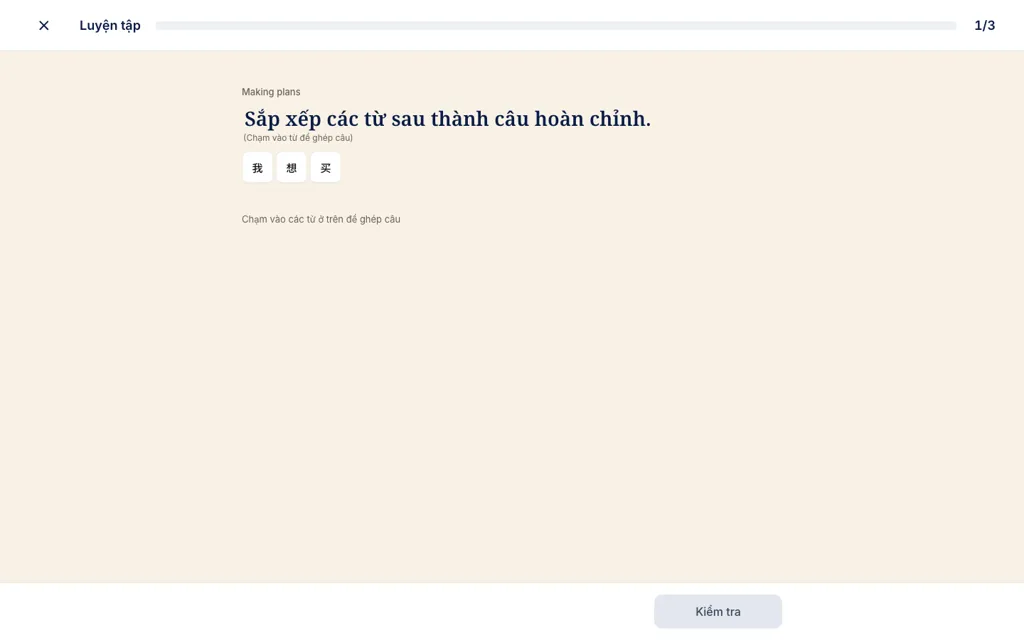 Luyện tập
1/3
Making plans
Sắp xếp các từ sau thành câu hoàn chỉnh.
(Chạm vào từ để ghép câu)
我 想 买
Chạm vào các từ ở trên để ghép câu
Kiểm tra